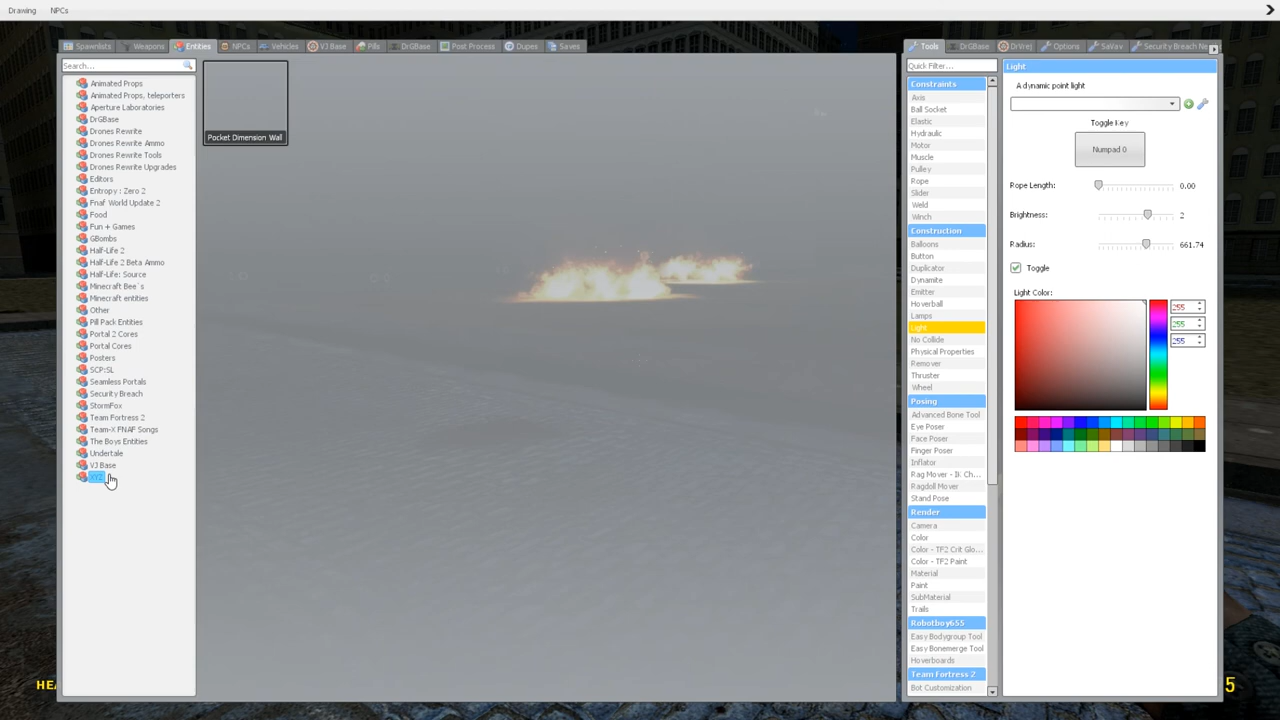 Drawing NPCs
Spawnlists Weapons Entities NPCs Vehicles VJ Base Pills DrGBase Post Process Dupes Saves
Tools DrGBase DrVrej Options SaVav Security Breach Ne
Search...
Animated Props
Animated Props, teleporters
Aperture Laboratories
DrGBase
Drones Rewrite
Drones Rewrite Ammo
Drones Rewrite Tools
Drones Rewrite Upgrades
Editors
Entropy : Zero 2
Fnaf World Update 2
Food
Fun + Games
GBombs
Half-Life 2
Half-Life 2 Beta Ammo
Half-Life: Source
Minecraft Bee`s
Minecraft entities
Other
Pill Pack Entities
Portal 2 Cores
Portal Cores
Posters
SCP:SL
Seamless Portals
Security Breach
StormFox
Team Fortress 2
Team-X FNAF Songs
The Boys Entities
Undertale
VJ Base
XYZ
Pocket Dimension Wall
Quick Filter...
Constraints
Axis
Ball Socket
Elastic
Hydraulic
Motor
Muscle
Pulley
Rope
Slider
Weld
Winch
Construction
Balloons
Button
Duplicator
Dynamite
Emitter
Hoverball
Lamps
Light
No Collide
Physical Properties
Remover
Thruster
Wheel
Posing
Advanced Bone Tool
Eye Poser
Face Poser
Finger Poser
Inflator
Rag Mover - IK Ch...
Ragdoll Mover
Stand Pose
Render
Camera
Color
Color - TF2 Crit Glo...
Color - TF2 Paint
Material
Paint
SubMaterial
Trails
Robotboy655
Easy Bodygroup Tool
Easy Bonemerge Tool
Hoverboards
Team Fortress 2
Bot Customization
Light
A dynamic point light
Toggle Key
Numpad 0
Rope Length: 0.00
Brightness: 2
Radius: 661.74
Toggle
Light Color:
255
255
255
HEA
5